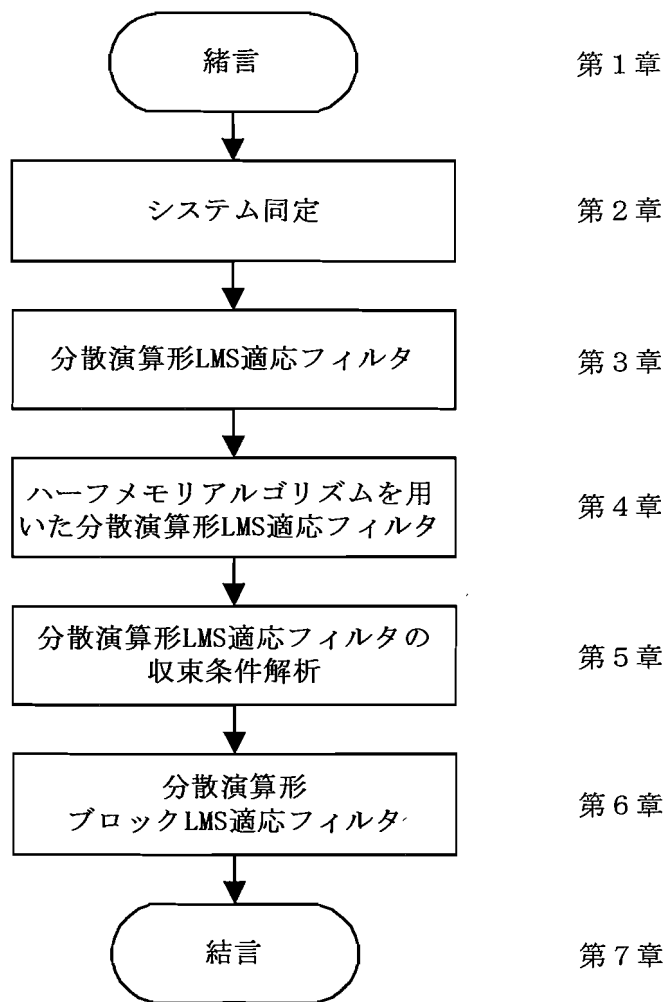 緒言
第1章
システム同定
第2章
分散演算形LMS適応フィルタ
第3章
ハーフメモリアルゴリズムを用
いた分散演算形LMS適応フィルタ
第4章
分散演算形LMS適応フィルタの
収束条件解析
第5章
分散演算形
ブロックLMS適応フィルタ
第6章
結言
第7章